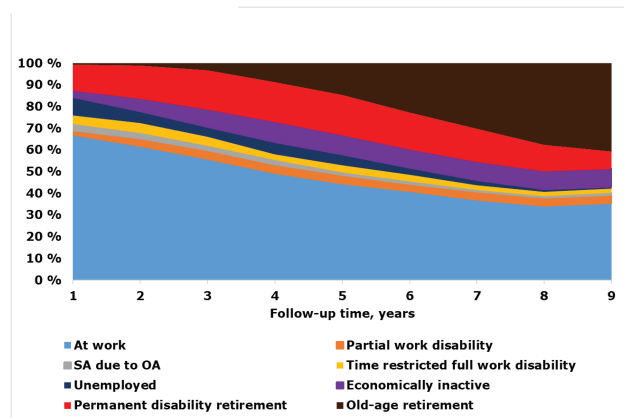 100 %
90 %
80 %
70 %
60 %
50 %
40 %
30 %
20 %
10 %
0 %
1 2 3 4 5 6 7 8 9
Follow-up time, years
At work Partial work disability
SA due to OA Time restricted full work disability
Unemployed Economically inactive
Permanent disability retirement Old-age retirement